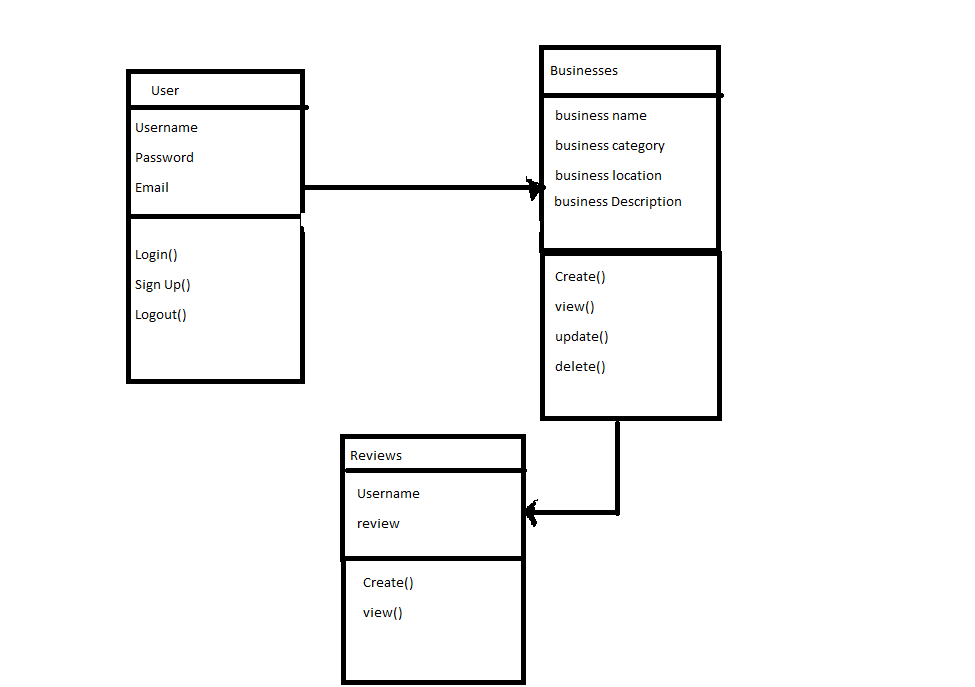 User
Username
Password
Email
Login()
Sign Up()
Logout()
Businesses
business name
business category
business location
business Description
Create()
view()
update()
delete()
Reviews
Username
review
Create()
view()